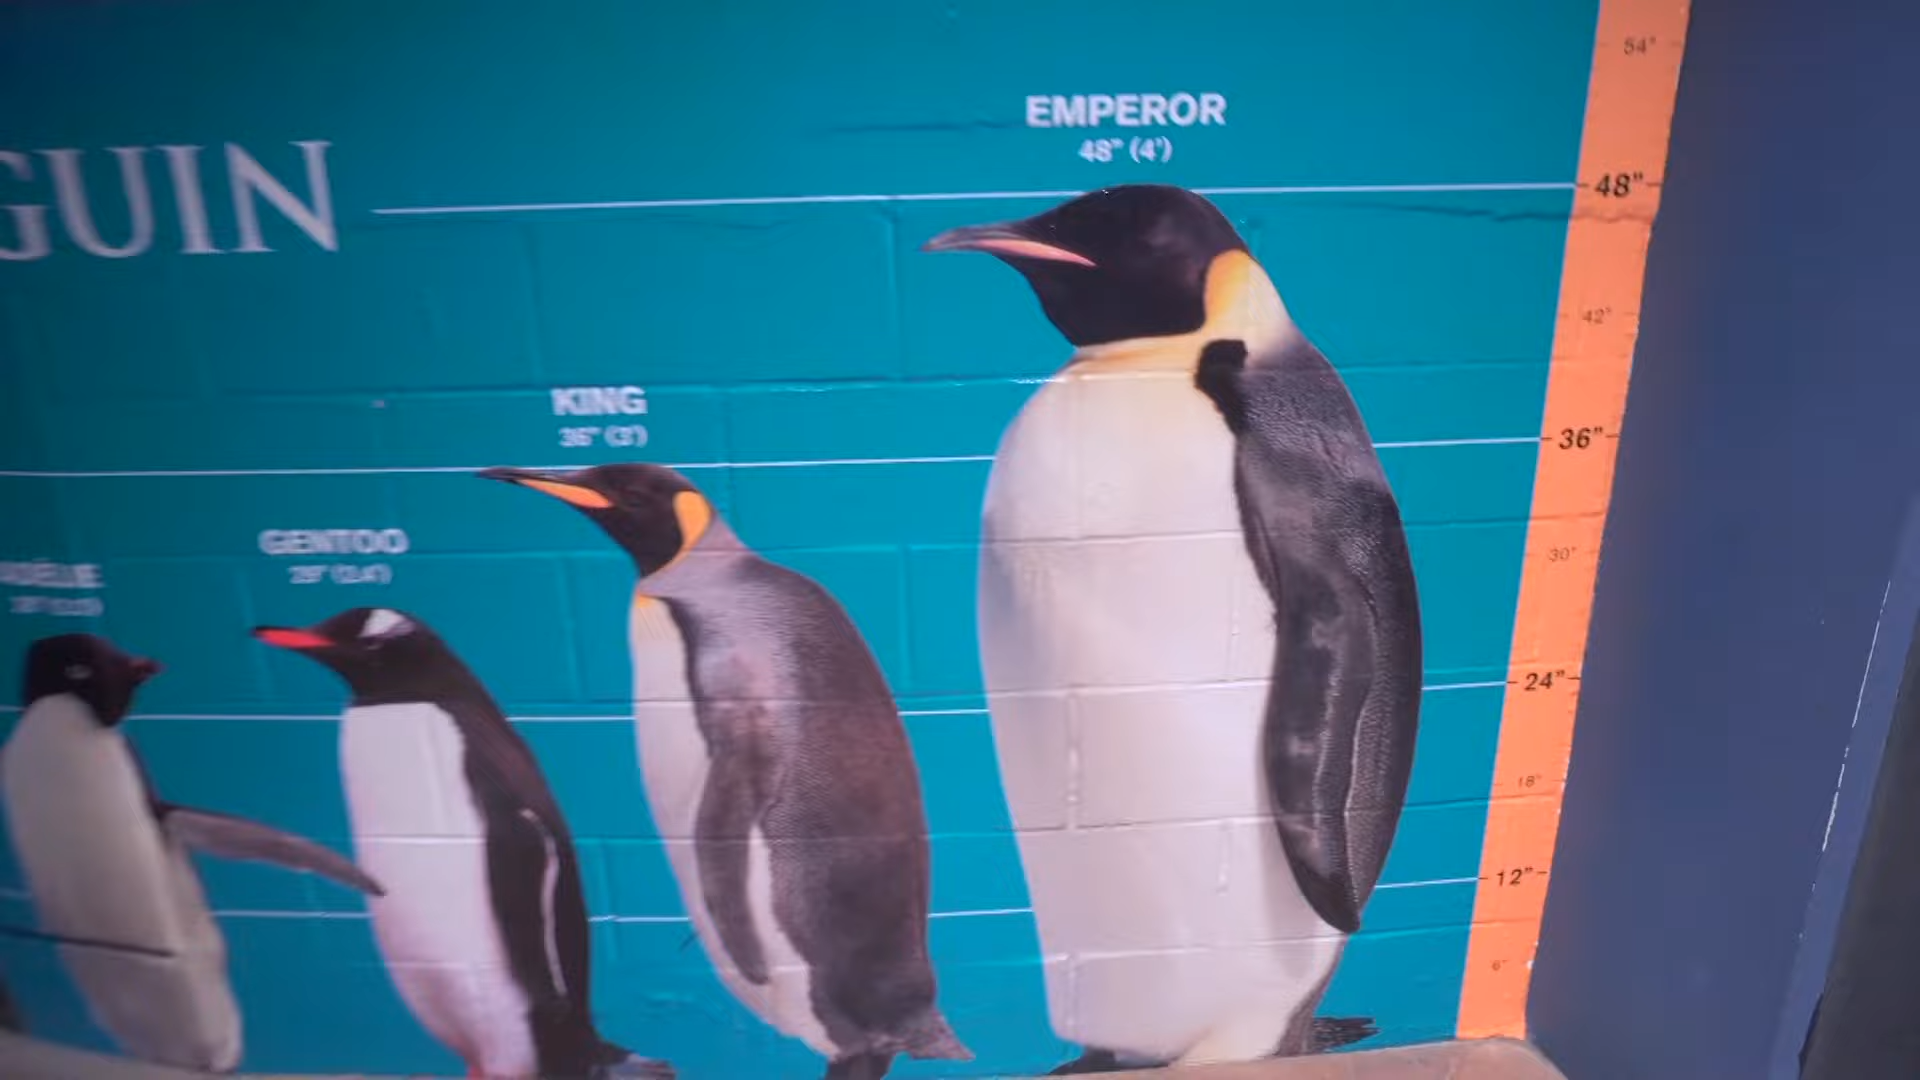 GUIN
EMPEROR
48" (4')
KING
36" (3')
GENTOO
54"
48"
42"
36"
30"
24"
18"
12"
6"